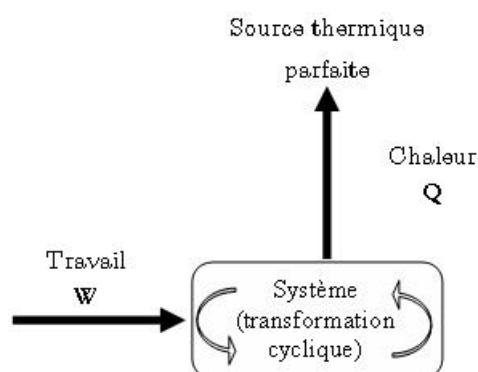 Source thermique
parfaite
Chaleur
Q
Travail
W
Système
(transformation
cyclique)